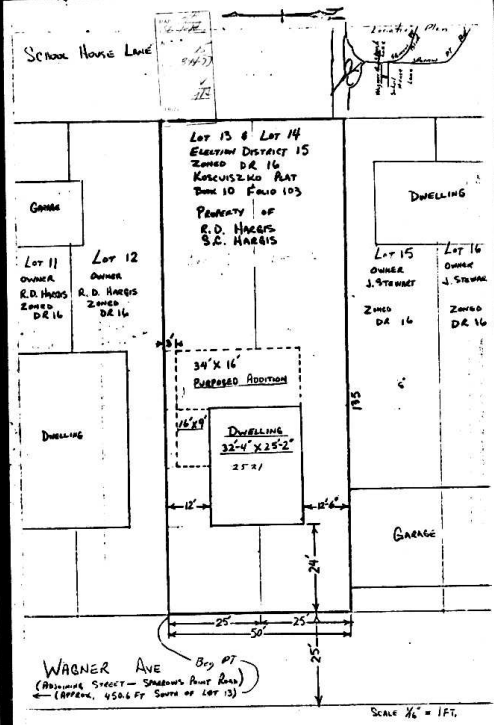 SCHOOL HOUSE LANE
Location Plan
LOT 13 & LOT 14
ELECTION DISTRICT 15
ZONED DR 16
KOSCUISZKO PLAT
BOOK 10 FOLIO 103
PROPERTY OF
R.D. HARGIS
S.C. HARGIS
GARAGE
DWELLING
LOT 11
OWNER
R.D. HARGIS
ZONED
DR 16
LOT 12
OWNER
R.D. HARGIS
ZONED
DR 16
LOT 15
OWNER
J. STEWART
ZONED
DR 16
LOT 16
OWNER
J. STEWAR
ZONED
DR 16
3'
34' X 16'
PURPOSED ADDITION
16' X 9'
DWELLING
32'-4" X 25'-2"
2521
135
6'
DWELLING
12'
12'-6"
GARAGE
24'
25' 25'
50'
25'
Beg PT
WAGNER AVE
(ADJOINING STREET – SPARROWS POINT ROAD)
(APPROX. 450.6 FT SOUTH OF LOT 13)
SCALE 1/16" = 1FT.